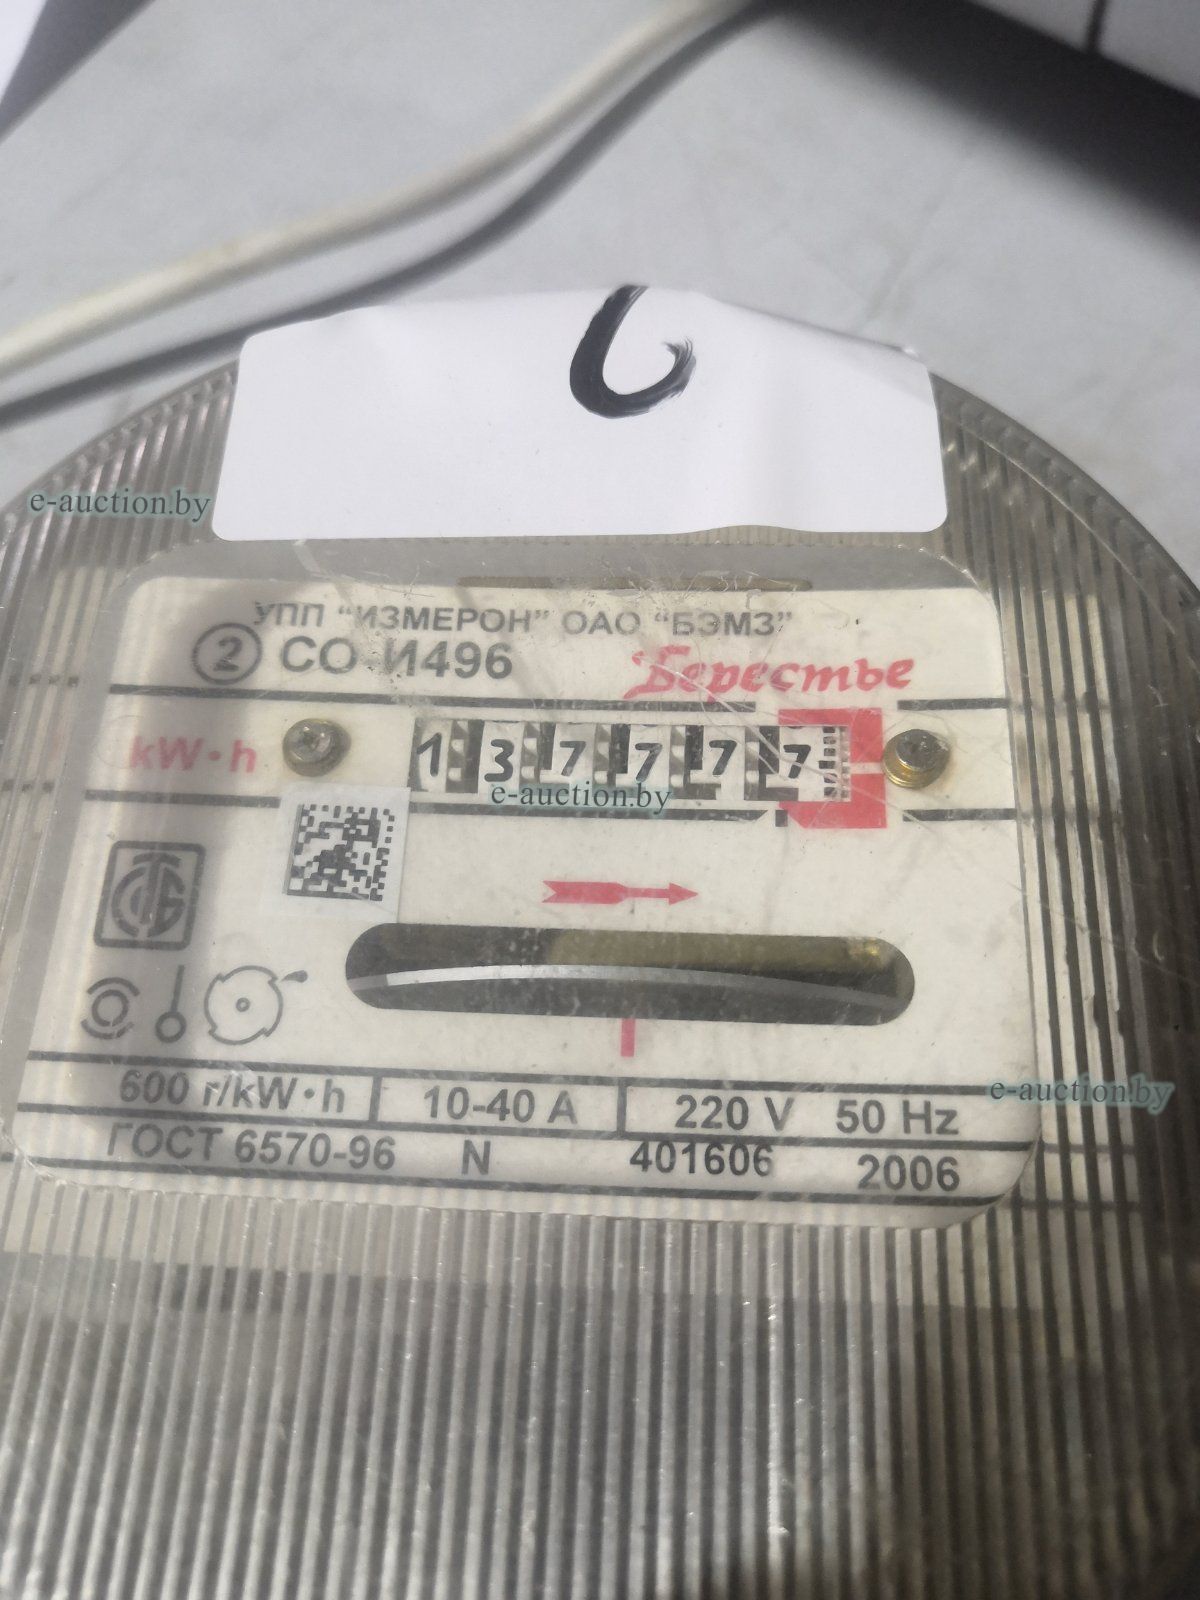 6
e-auction.by
УПП "ИЗМЕРОН" ОАО "БЭМЗ"
2 СО-И496
Берестье
kW·h 1 3 7 7 7 7
e-auction.by
e-auction.by
600 r/kW·h 10-40 A 220 V 50 Hz
ГОСТ 6570-96 N 401606 2006